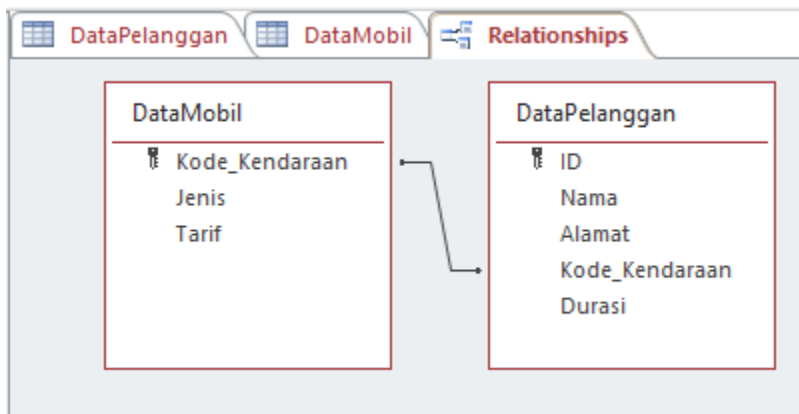 DataPelanggan
DataMobil
Relationships
DataMobil
Kode_Kendaraan
Jenis
Tarif
DataPelanggan
ID
Nama
Alamat
Kode_Kendaraan
Durasi